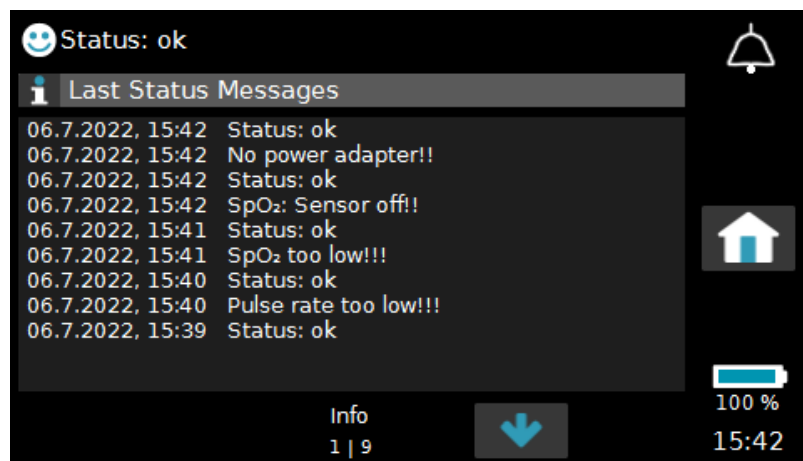 Status: ok
i Last Status Messages
06.7.2022, 15:42 Status: ok
06.7.2022, 15:42 No power adapter!!
06.7.2022, 15:42 Status: ok
06.7.2022, 15:42 SpO₂: Sensor off!!
06.7.2022, 15:41 Status: ok
06.7.2022, 15:41 SpO₂ too low!!!
06.7.2022, 15:40 Status: ok
06.7.2022, 15:40 Pulse rate too low!!!
06.7.2022, 15:39 Status: ok
Info
1 | 9
100 %
15:42